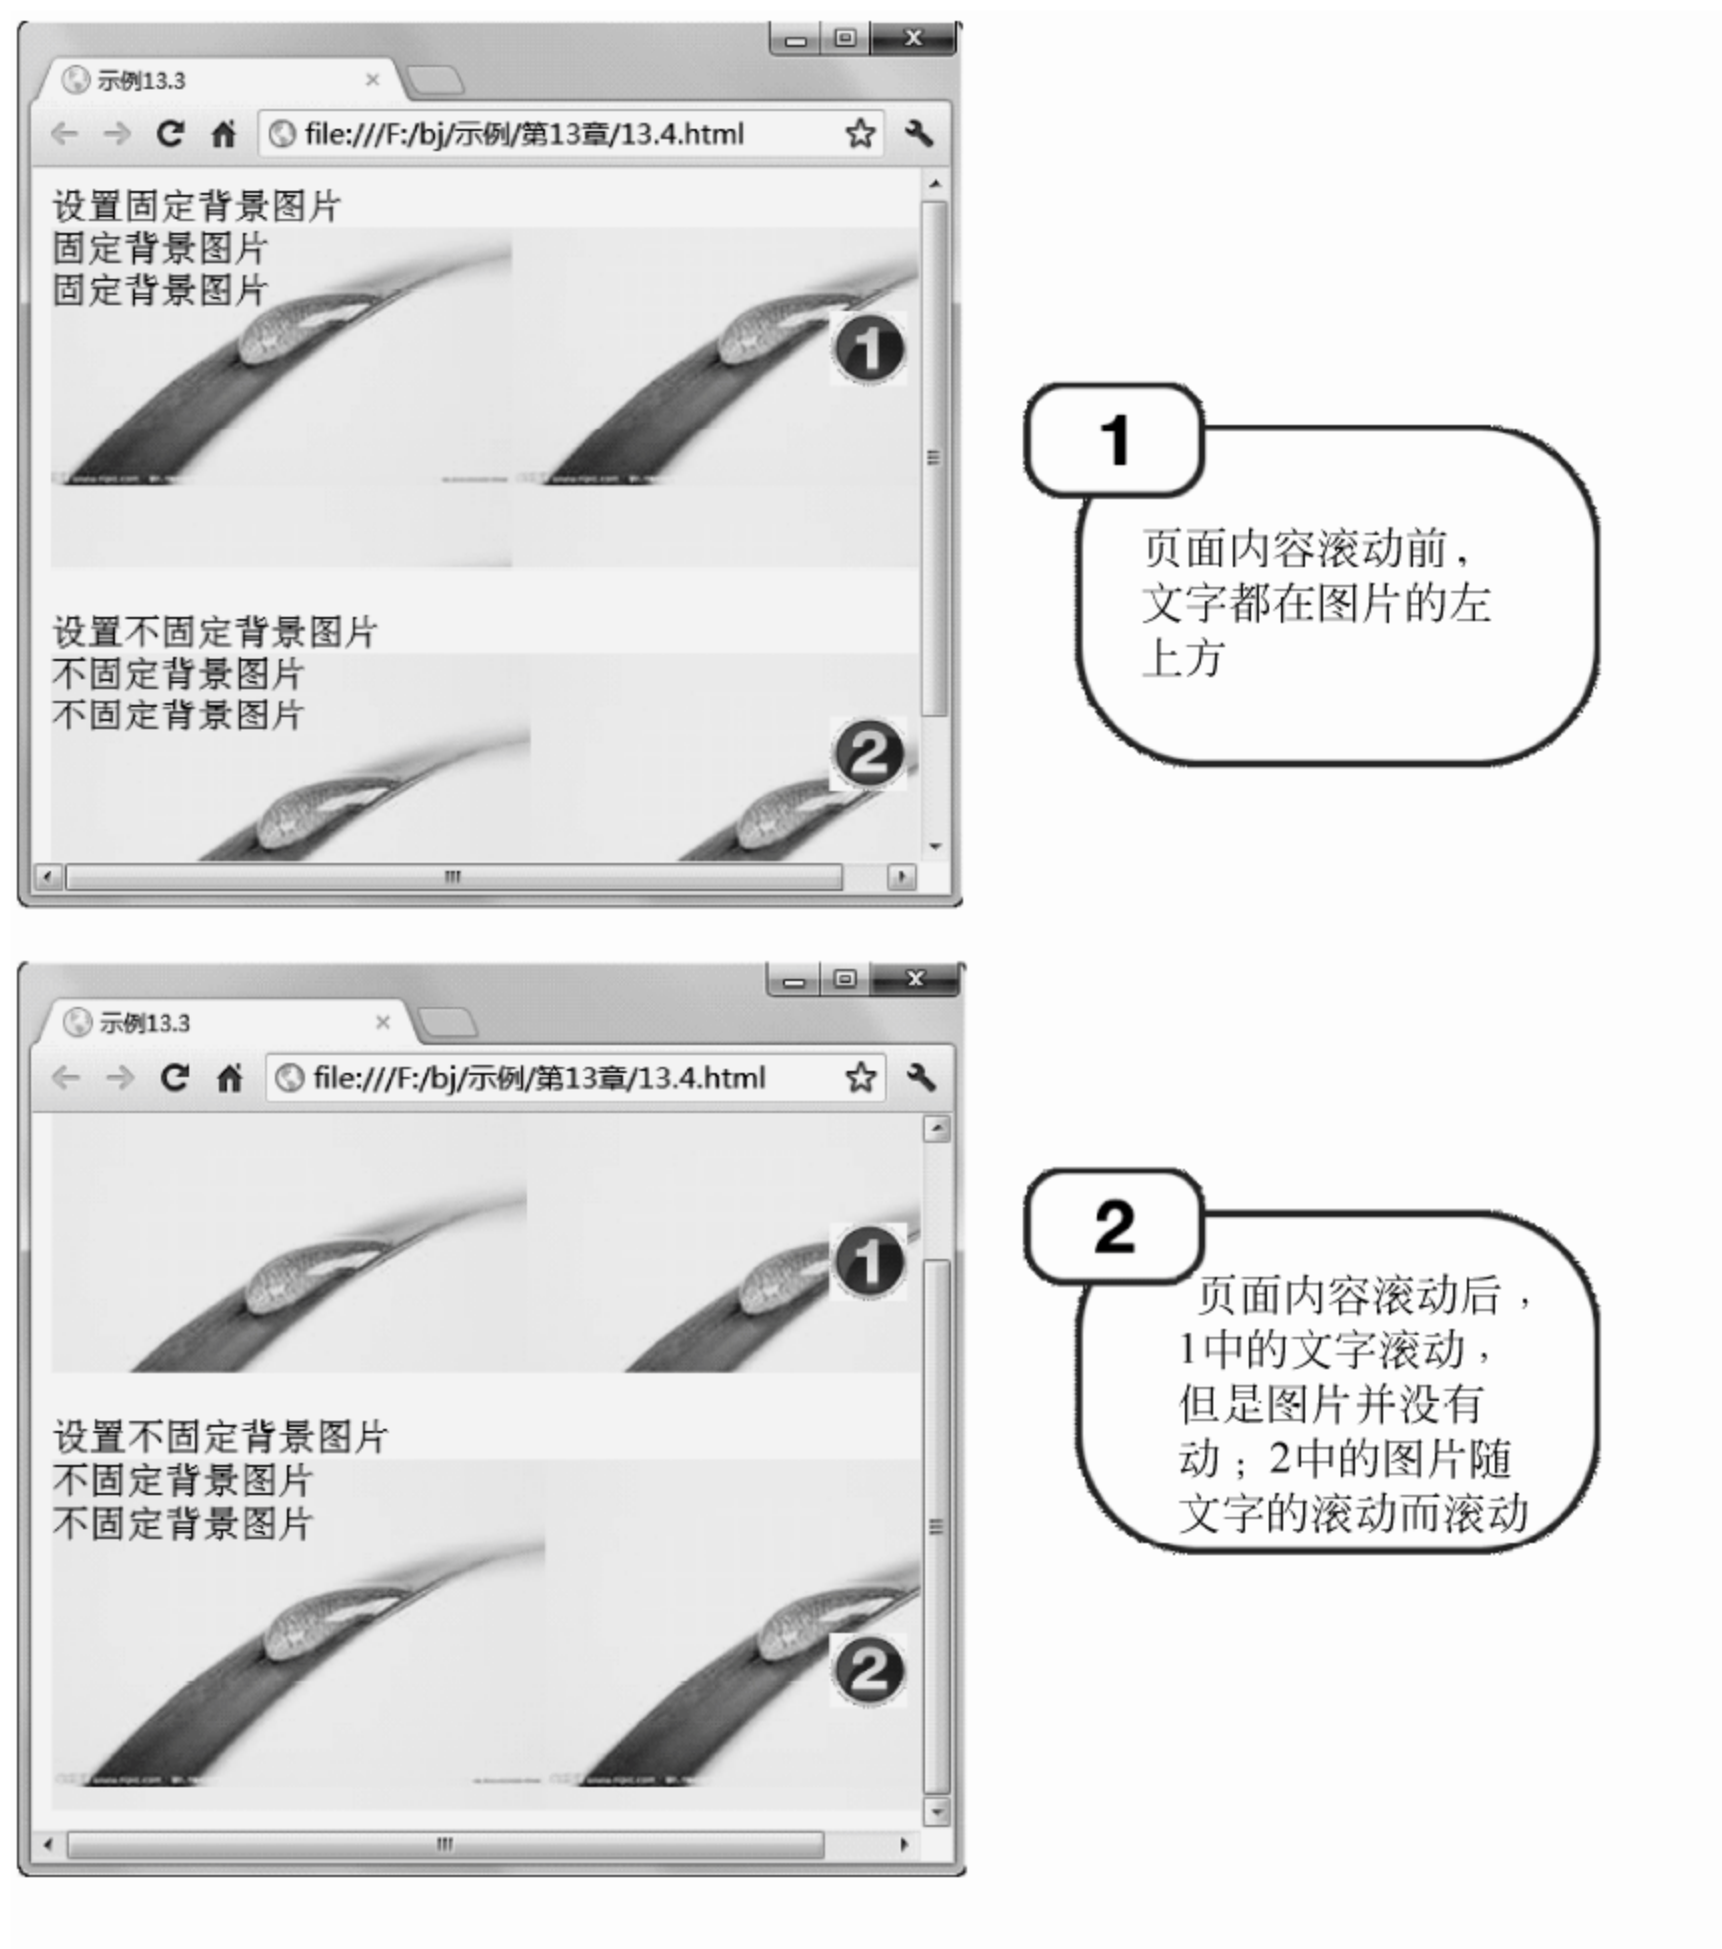 示例13.3
file:///F:/bj/示例/第13章/13.4.html
设置固定背景图片
固定背景图片
固定背景图片
1
设置不固定背景图片
不固定背景图片
不固定背景图片
2
1
页面内容滚动前，
文字都在图片的左
上方
示例13.3
file:///F:/bj/示例/第13章/13.4.html
1
设置不固定背景图片
不固定背景图片
不固定背景图片
2
2
页面内容滚动后，
1中的文字滚动，
但是图片并没有
动；2中的图片随
文字的滚动而滚动